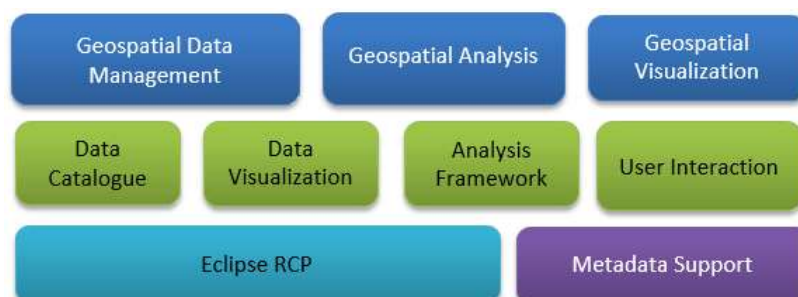 Geospatial Data
Management
Geospatial Analysis
Geospatial
Visualization
Data
Catalogue
Data
Visualization
Analysis
Framework
User Interaction
Eclipse RCP
Metadata Support